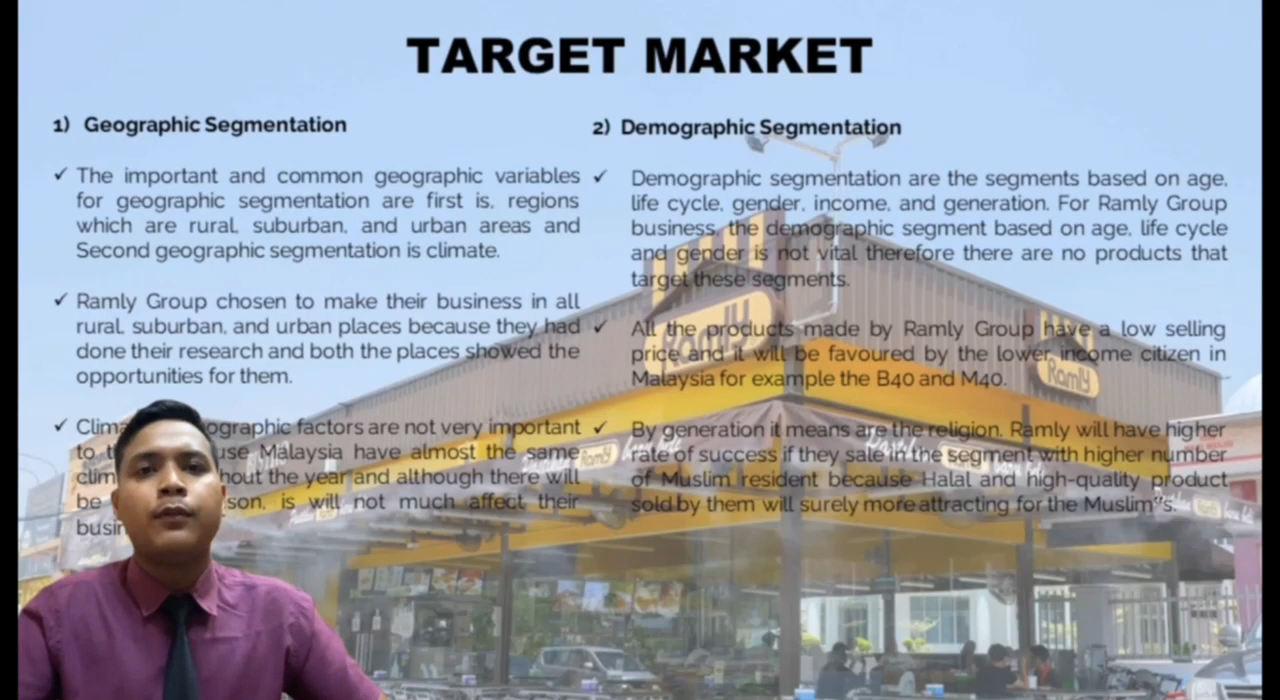 TARGET MARKET
1) Geographic Segmentation
✓ The important and common geographic variables
for geographic segmentation are first is, regions
which are rural, suburban, and urban areas and
Second geographic segmentation is climate.
✓ Ramly Group chosen to make their business in all
rural, suburban, and urban places because they had
done their research and both the places showed the
opportunities for them.
✓ Clima ographic factors are not very important
to use Malaysia have almost the same
clim hout the year and although there will
be son, is will not much affect their
busin
2) Demographic Segmentation
✓ Demographic segmentation are the segments based on age,
life cycle, gender, income, and generation. For Ramly Group
business, the demographic segment based on age, life cycle
and gender is not vital therefore there are no products that
target these segments.
✓ All the products made by Ramly Group have a low selling
price and it will be favoured by the lower income citizen in
Malaysia for example the B40 and M40.
✓ By generation it means are the religion. Ramly will have higher
rate of success if they sale in the segment with higher number
of Muslim resident because Halal and high-quality product
sold by them will surely more attracting for the Muslim"s.
Ramly
Ramly
Ramly
Ramly